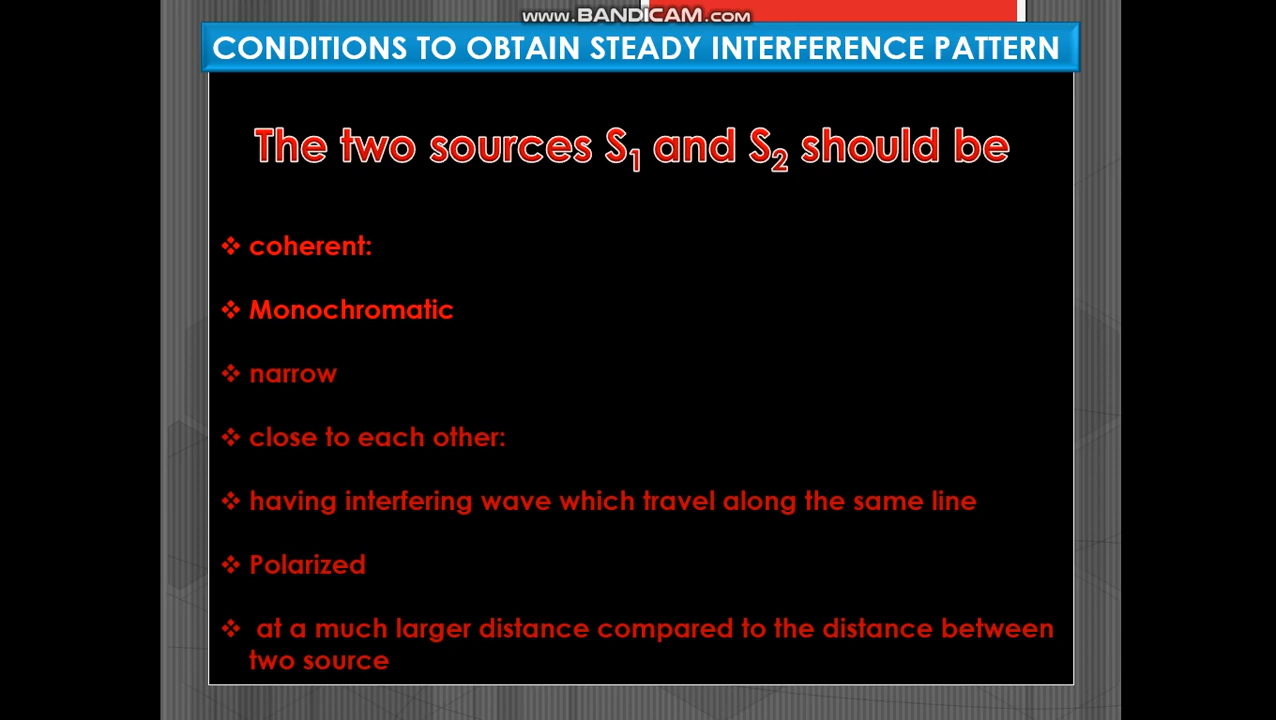 www.BANDICAM.com
CONDITIONS TO OBTAIN STEADY INTERFERENCE PATTERN
The two sources S₁ and S₂ should be
❖ coherent:
❖ Monochromatic
❖ narrow
❖ close to each other:
❖ having interfering wave which travel along the same line
❖ Polarized
❖ at a much larger distance compared to the distance between
two source